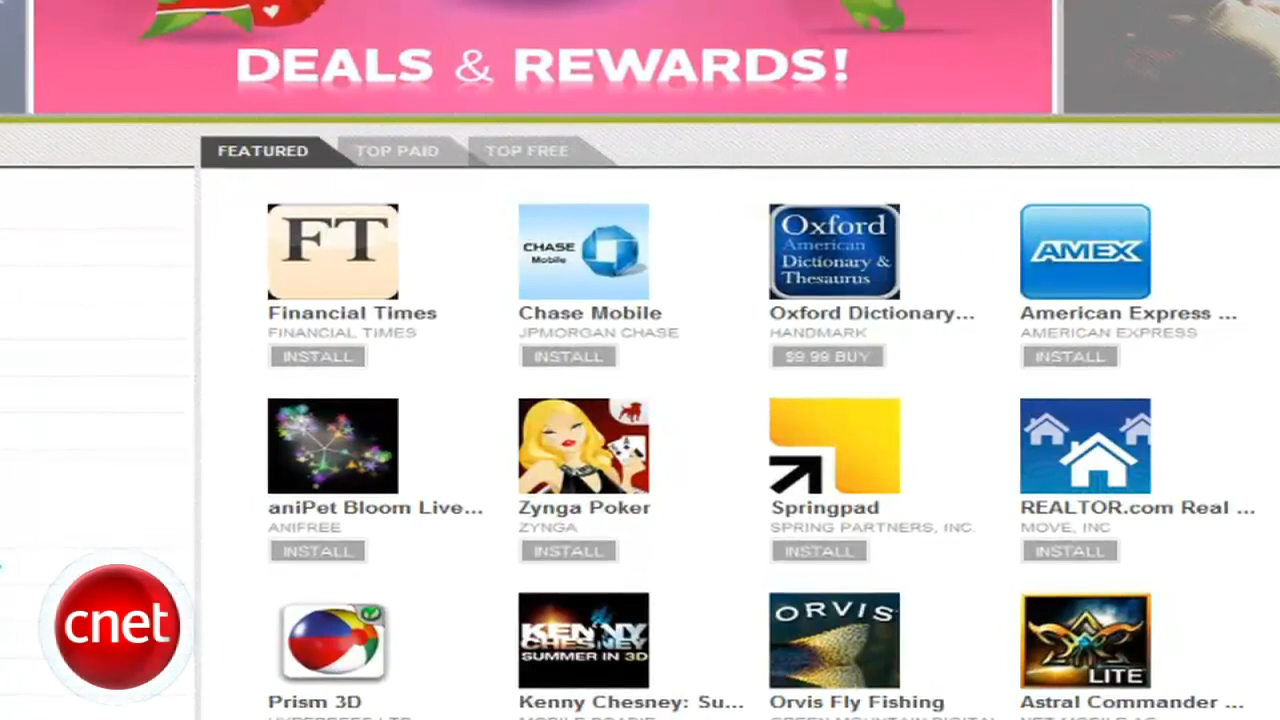 DEALS & REWARDS!
FEATURED TOP PAID TOP FREE
FT
CHASE
Mobile
Oxford
American
Dictionary &
Thesaurus
AMEX
Financial Times
Chase Mobile
Oxford Dictionary...
American Express ...
FINANCIAL TIMES
JPMORGAN CHASE
HANDMARK
AMERICAN EXPRESS
INSTALL
INSTALL
$9.99 BUY
INSTALL
aniPet Bloom Live...
Zynga Poker
Springpad
REALTOR.com Real ...
ANIFREE
ZYNGA
SPRING PARTNERS, INC.
MOVE, INC
INSTALL
INSTALL
INSTALL
INSTALL
cnet
KENNY
CHESNEY
SUMMER IN 3D
ORVIS
LITE
Prism 3D
Kenny Chesney: Su...
Orvis Fly Fishing
Astral Commander ...